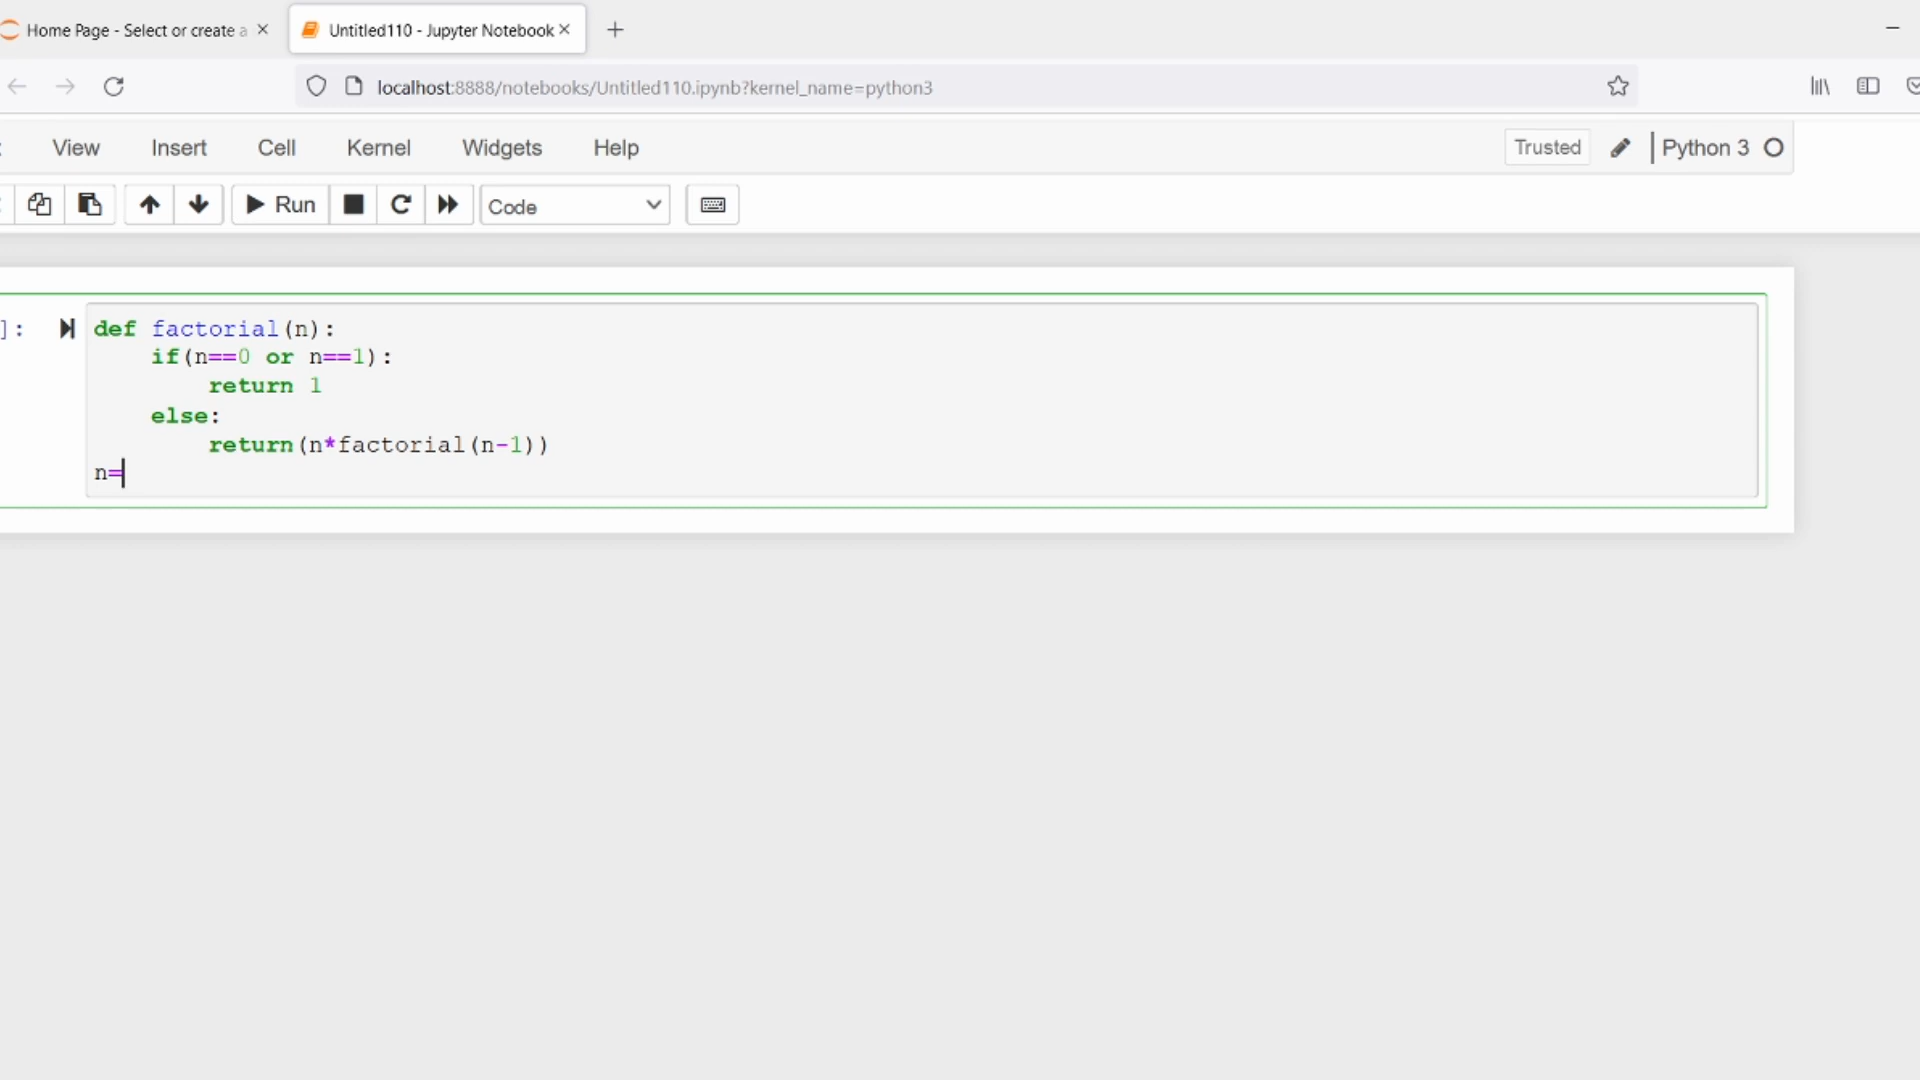 Home Page - Select or create a
Untitled110 - Jupyter Notebook
localhost:8888/notebooks/Untitled110.ipynb?kernel_name=python3
View Insert Cell Kernel Widgets Help Trusted Python 3
Run Code
]: def factorial(n):
if(n==0 or n==1):
return 1
else:
return(n*factorial(n-1))
n=